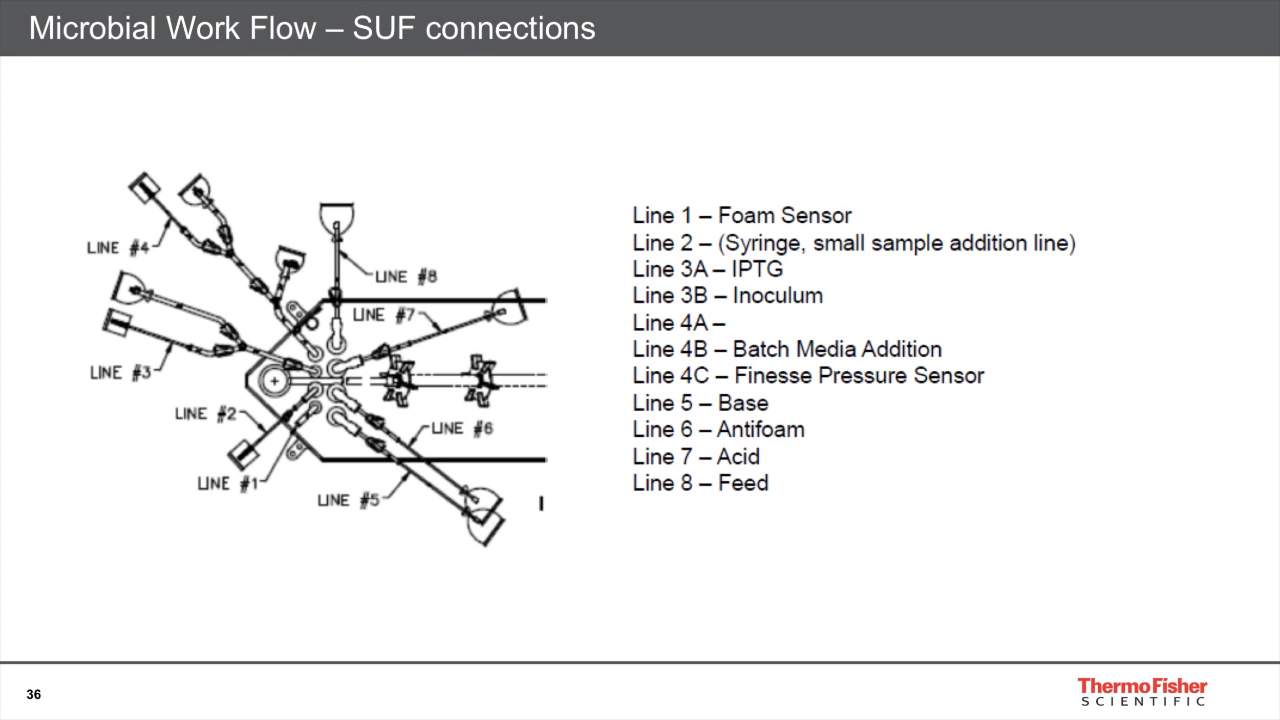 Microbial Work Flow – SUF connections
LINE #4
LINE #8
LINE #7
LINE #3
LINE #2
LINE #6
LINE #1
LINE #5
Line 1 – Foam Sensor
Line 2 – (Syringe, small sample addition line)
Line 3A – IPTG
Line 3B – Inoculum
Line 4A –
Line 4B – Batch Media Addition
Line 4C – Finesse Pressure Sensor
Line 5 – Base
Line 6 – Antifoam
Line 7 – Acid
Line 8 – Feed
36
ThermoFisher
SCIENTIFIC